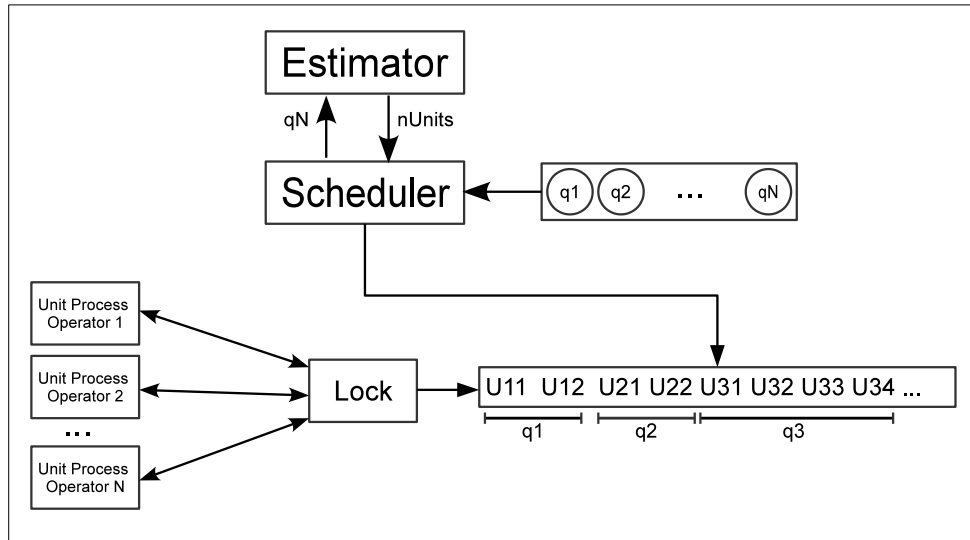 Estimator
qN
nUnits
Scheduler
q1 q2 ... qN
Unit Process
Operator 1
Unit Process
Operator 2
...
Unit Process
Operator N
Lock
U11 U12 U21 U22 U31 U32 U33 U34 ...
q1 q2 q3